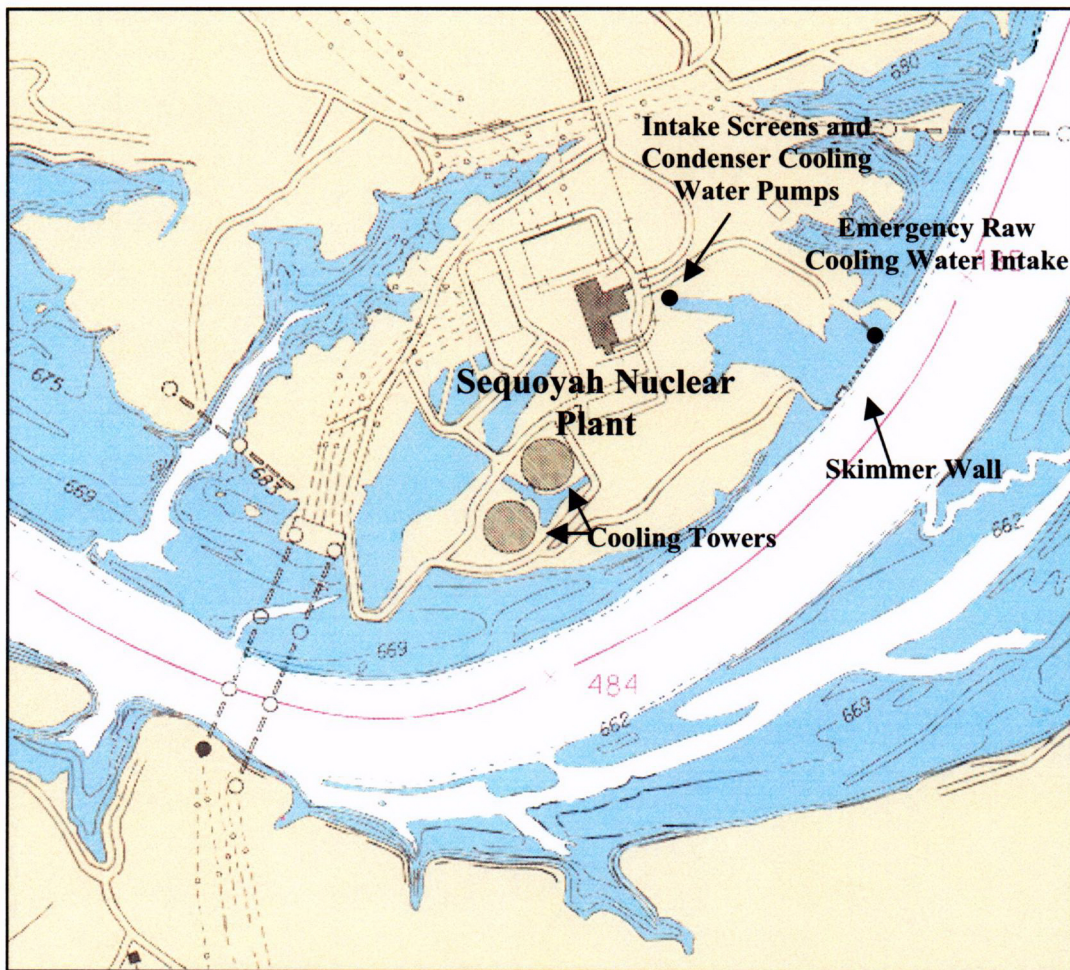 680
Intake Screens and
Condenser Cooling
Water Pumps
Emergency Raw
Cooling Water Intake
675
Sequoyah Nuclear
Plant
669
683
Skimmer Wall
662
Cooling Towers
669
484
662
669